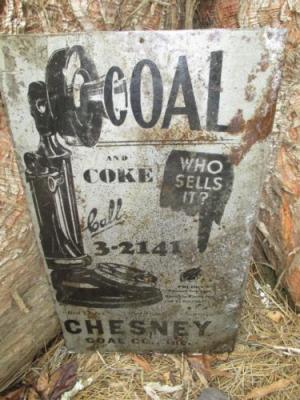 COAL
AND
COKE
WHO
SELLS
IT?
Call
3-2141
CHESNEY
COAL CO., INC.